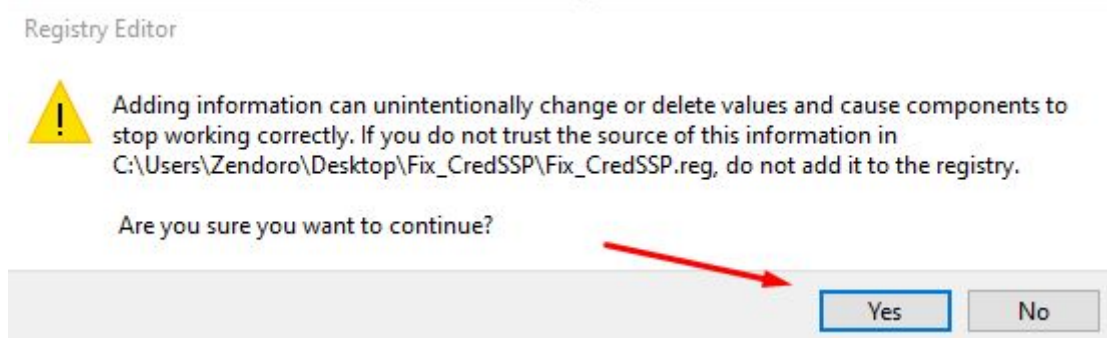 Registry Editor
Adding information can unintentionally change or delete values and cause components to
stop working correctly. If you do not trust the source of this information in
C:\Users\Zendoro\Desktop\Fix_CredSSP\Fix_CredSSP.reg, do not add it to the registry.
Are you sure you want to continue?
Yes No